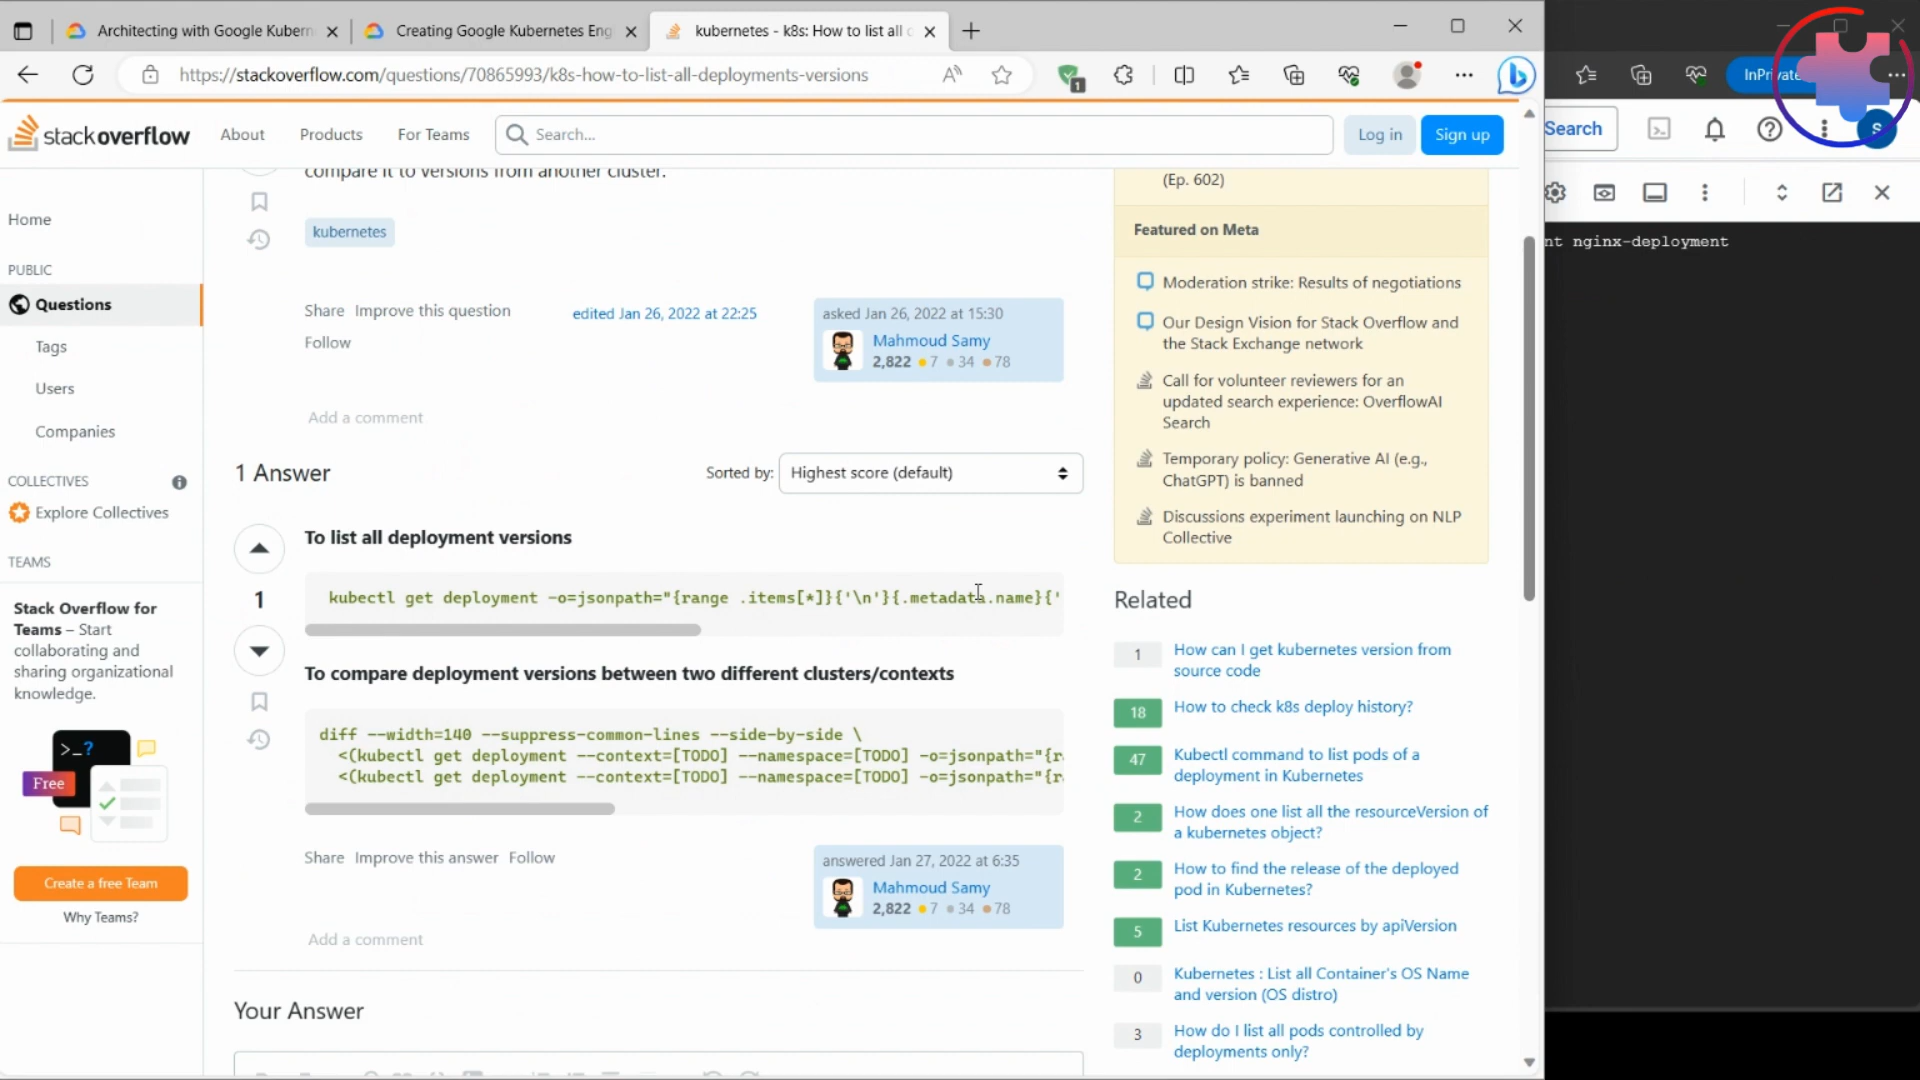 Architecting with Google Kubern
Creating Google Kubernetes Eng
kubernetes - k8s: How to list all
https://stackoverflow.com/questions/70865993/k8s-how-to-list-all-deployments-versions
1
InPrivate
stackoverflow
About
Products
For Teams
Search...
Log in
Sign up
Search
S
Home
PUBLIC
Questions
Tags
Users
Companies
COLLECTIVES
Explore Collectives
TEAMS
Stack Overflow for
Teams – Start
collaborating and
sharing organizational
knowledge.
>_?
Free
Create a free Team
Why Teams?
compare it to versions from another cluster.
kubernetes
Share Improve this question
Follow
edited Jan 26, 2022 at 22:25
asked Jan 26, 2022 at 15:30
Mahmoud Samy
2,822 7 34 78
Add a comment
1 Answer
Sorted by:
Highest score (default)
1
To list all deployment versions
kubectl get deployment -o=jsonpath="{range .items[*]}{'\n'}{.metadata.name}{'
To compare deployment versions between two different clusters/contexts
diff --width=140 --suppress-common-lines --side-by-side \
<(kubectl get deployment --context=[TODO] --namespace=[TODO] -o=jsonpath="{r
<(kubectl get deployment --context=[TODO] --namespace=[TODO] -o=jsonpath="{r
Share Improve this answer Follow
answered Jan 27, 2022 at 6:35
Mahmoud Samy
2,822 7 34 78
Add a comment
Your Answer
(Ep. 602)
Featured on Meta
Moderation strike: Results of negotiations
Our Design Vision for Stack Overflow and
the Stack Exchange network
Call for volunteer reviewers for an
updated search experience: OverflowAI
Search
Temporary policy: Generative AI (e.g.,
ChatGPT) is banned
Discussions experiment launching on NLP
Collective
Related
1 How can I get kubernetes version from
source code
18 How to check k8s deploy history?
47 Kubectl command to list pods of a
deployment in Kubernetes
2 How does one list all the resourceVersion of
a kubernetes object?
2 How to find the release of the deployed
pod in Kubernetes?
5 List Kubernetes resources by apiVersion
0 Kubernetes : List all Container's OS Name
and version (OS distro)
3 How do I list all pods controlled by
deployments only?
nt nginx-deployment